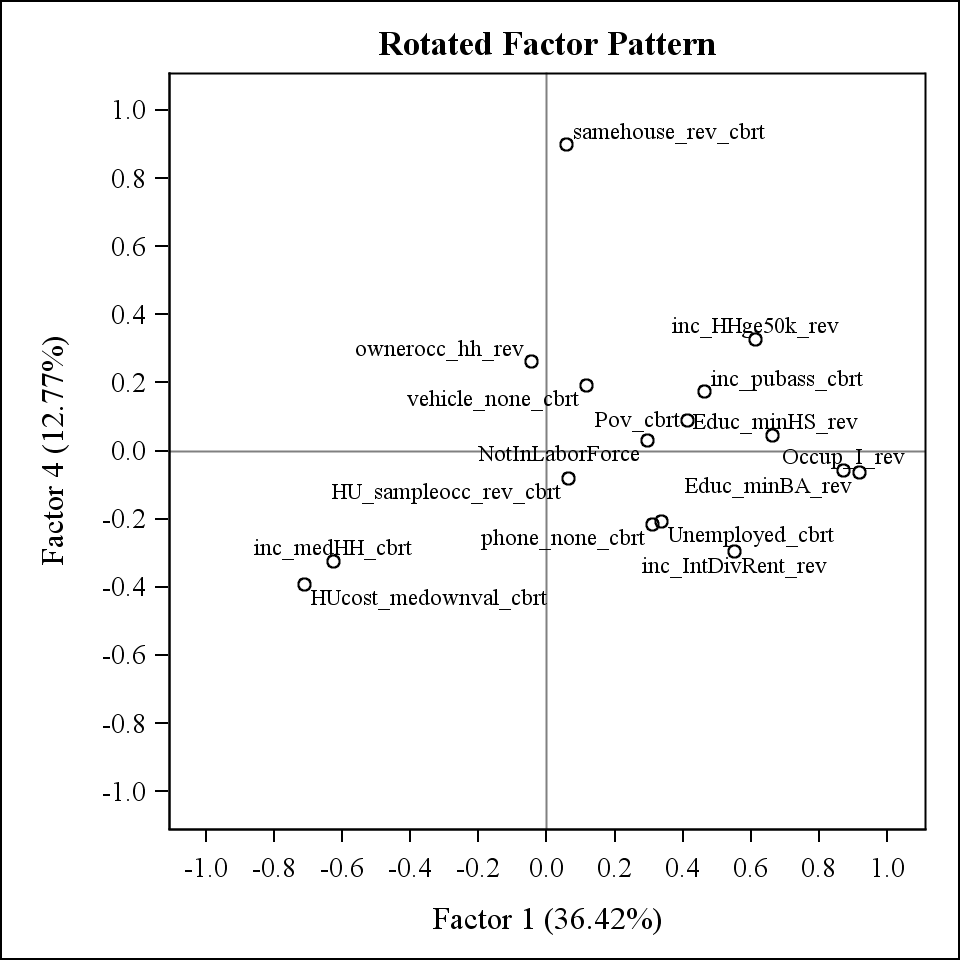 Rotated Factor Pattern
1.0
samehouse_rev_cbrt
0.8
0.6
0.4
inc_HHge50k_rev
ownerocc_hh_rev
0.2
inc_pubass_cbrt
vehicle_none_cbrt
Pov_cbrt
Educ_minHS_rev
0.0
NotInLaborForce
Occup_I_rev
HU_sampleocc_rev_cbrt
Educ_minBA_rev
-0.2
phone_none_cbrt
Unemployed_cbrt
inc_medHH_cbrt
inc_IntDivRent_rev
-0.4
HUcost_medownval_cbrt
-0.6
-0.8
-1.0
Factor 4 (12.77%)
-1.0 -0.8 -0.6 -0.4 -0.2 0.0 0.2 0.4 0.6 0.8 1.0
Factor 1 (36.42%)